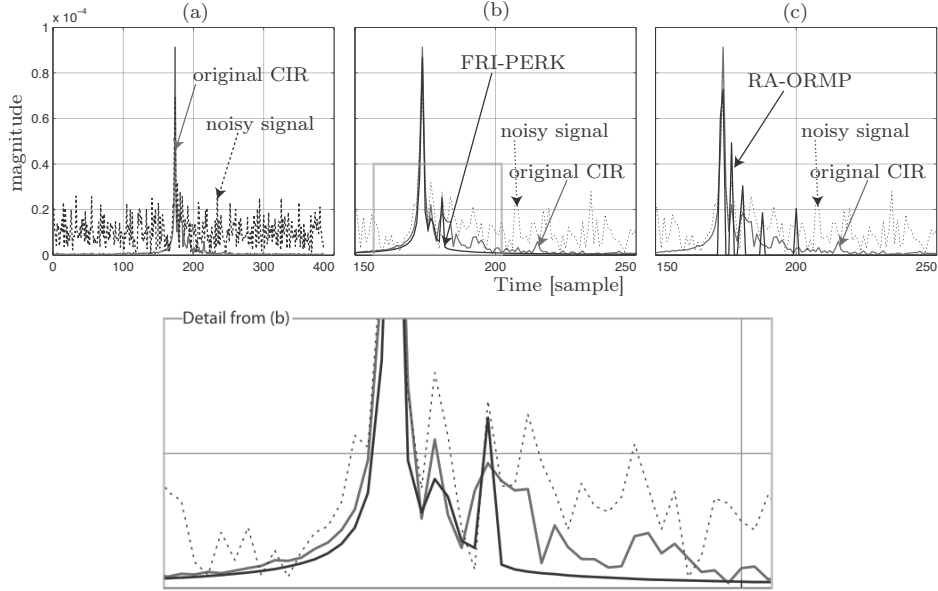 (a) (b) (c)
x 10⁻⁴
1
0.8
0.6
0.4
0.2
0
magnitude
original CIR
noisy signal
0 100 200 300 400
FRI-PERK
noisy signal
original CIR
150 200 250
RA-ORMP
noisy signal
original CIR
150 200 250
Time [sample]
Detail from (b)